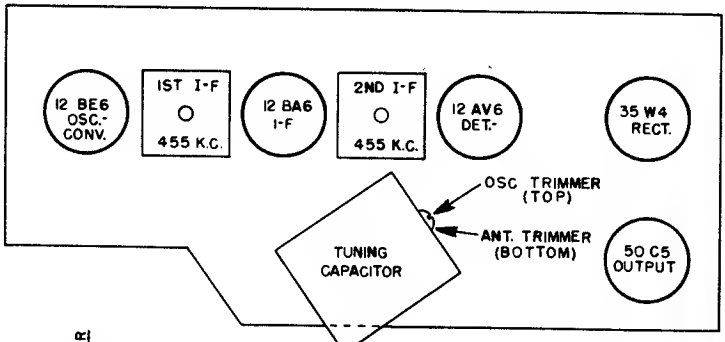 12 BE6
OSC.-
CONV.
1ST I-F
455 K.C.
12 BA6
I-F
2ND I-F
455 K.C.
12 AV6
DET.-
35 W4
RECT.
OSC TRIMMER
(TOP)
ANT. TRIMMER
(BOTTOM)
TUNING
CAPACITOR
50 C5
OUTPUT
R